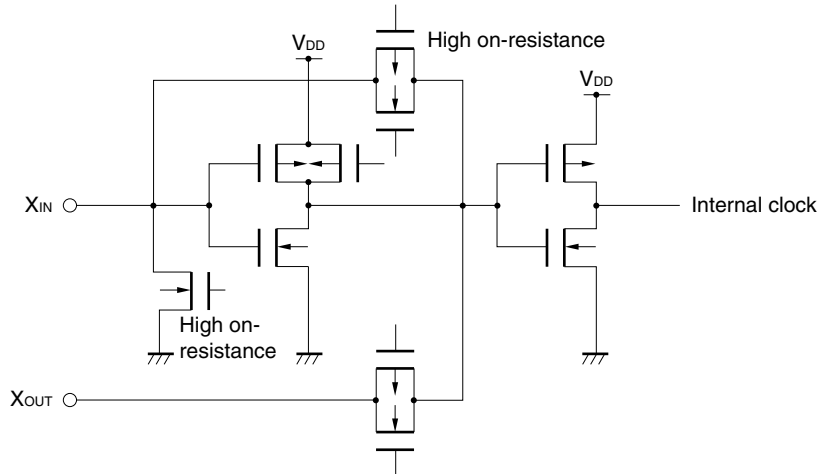 High on-resistance
VDD
VDD
XIN
Internal clock
High on-
resistance
XOUT